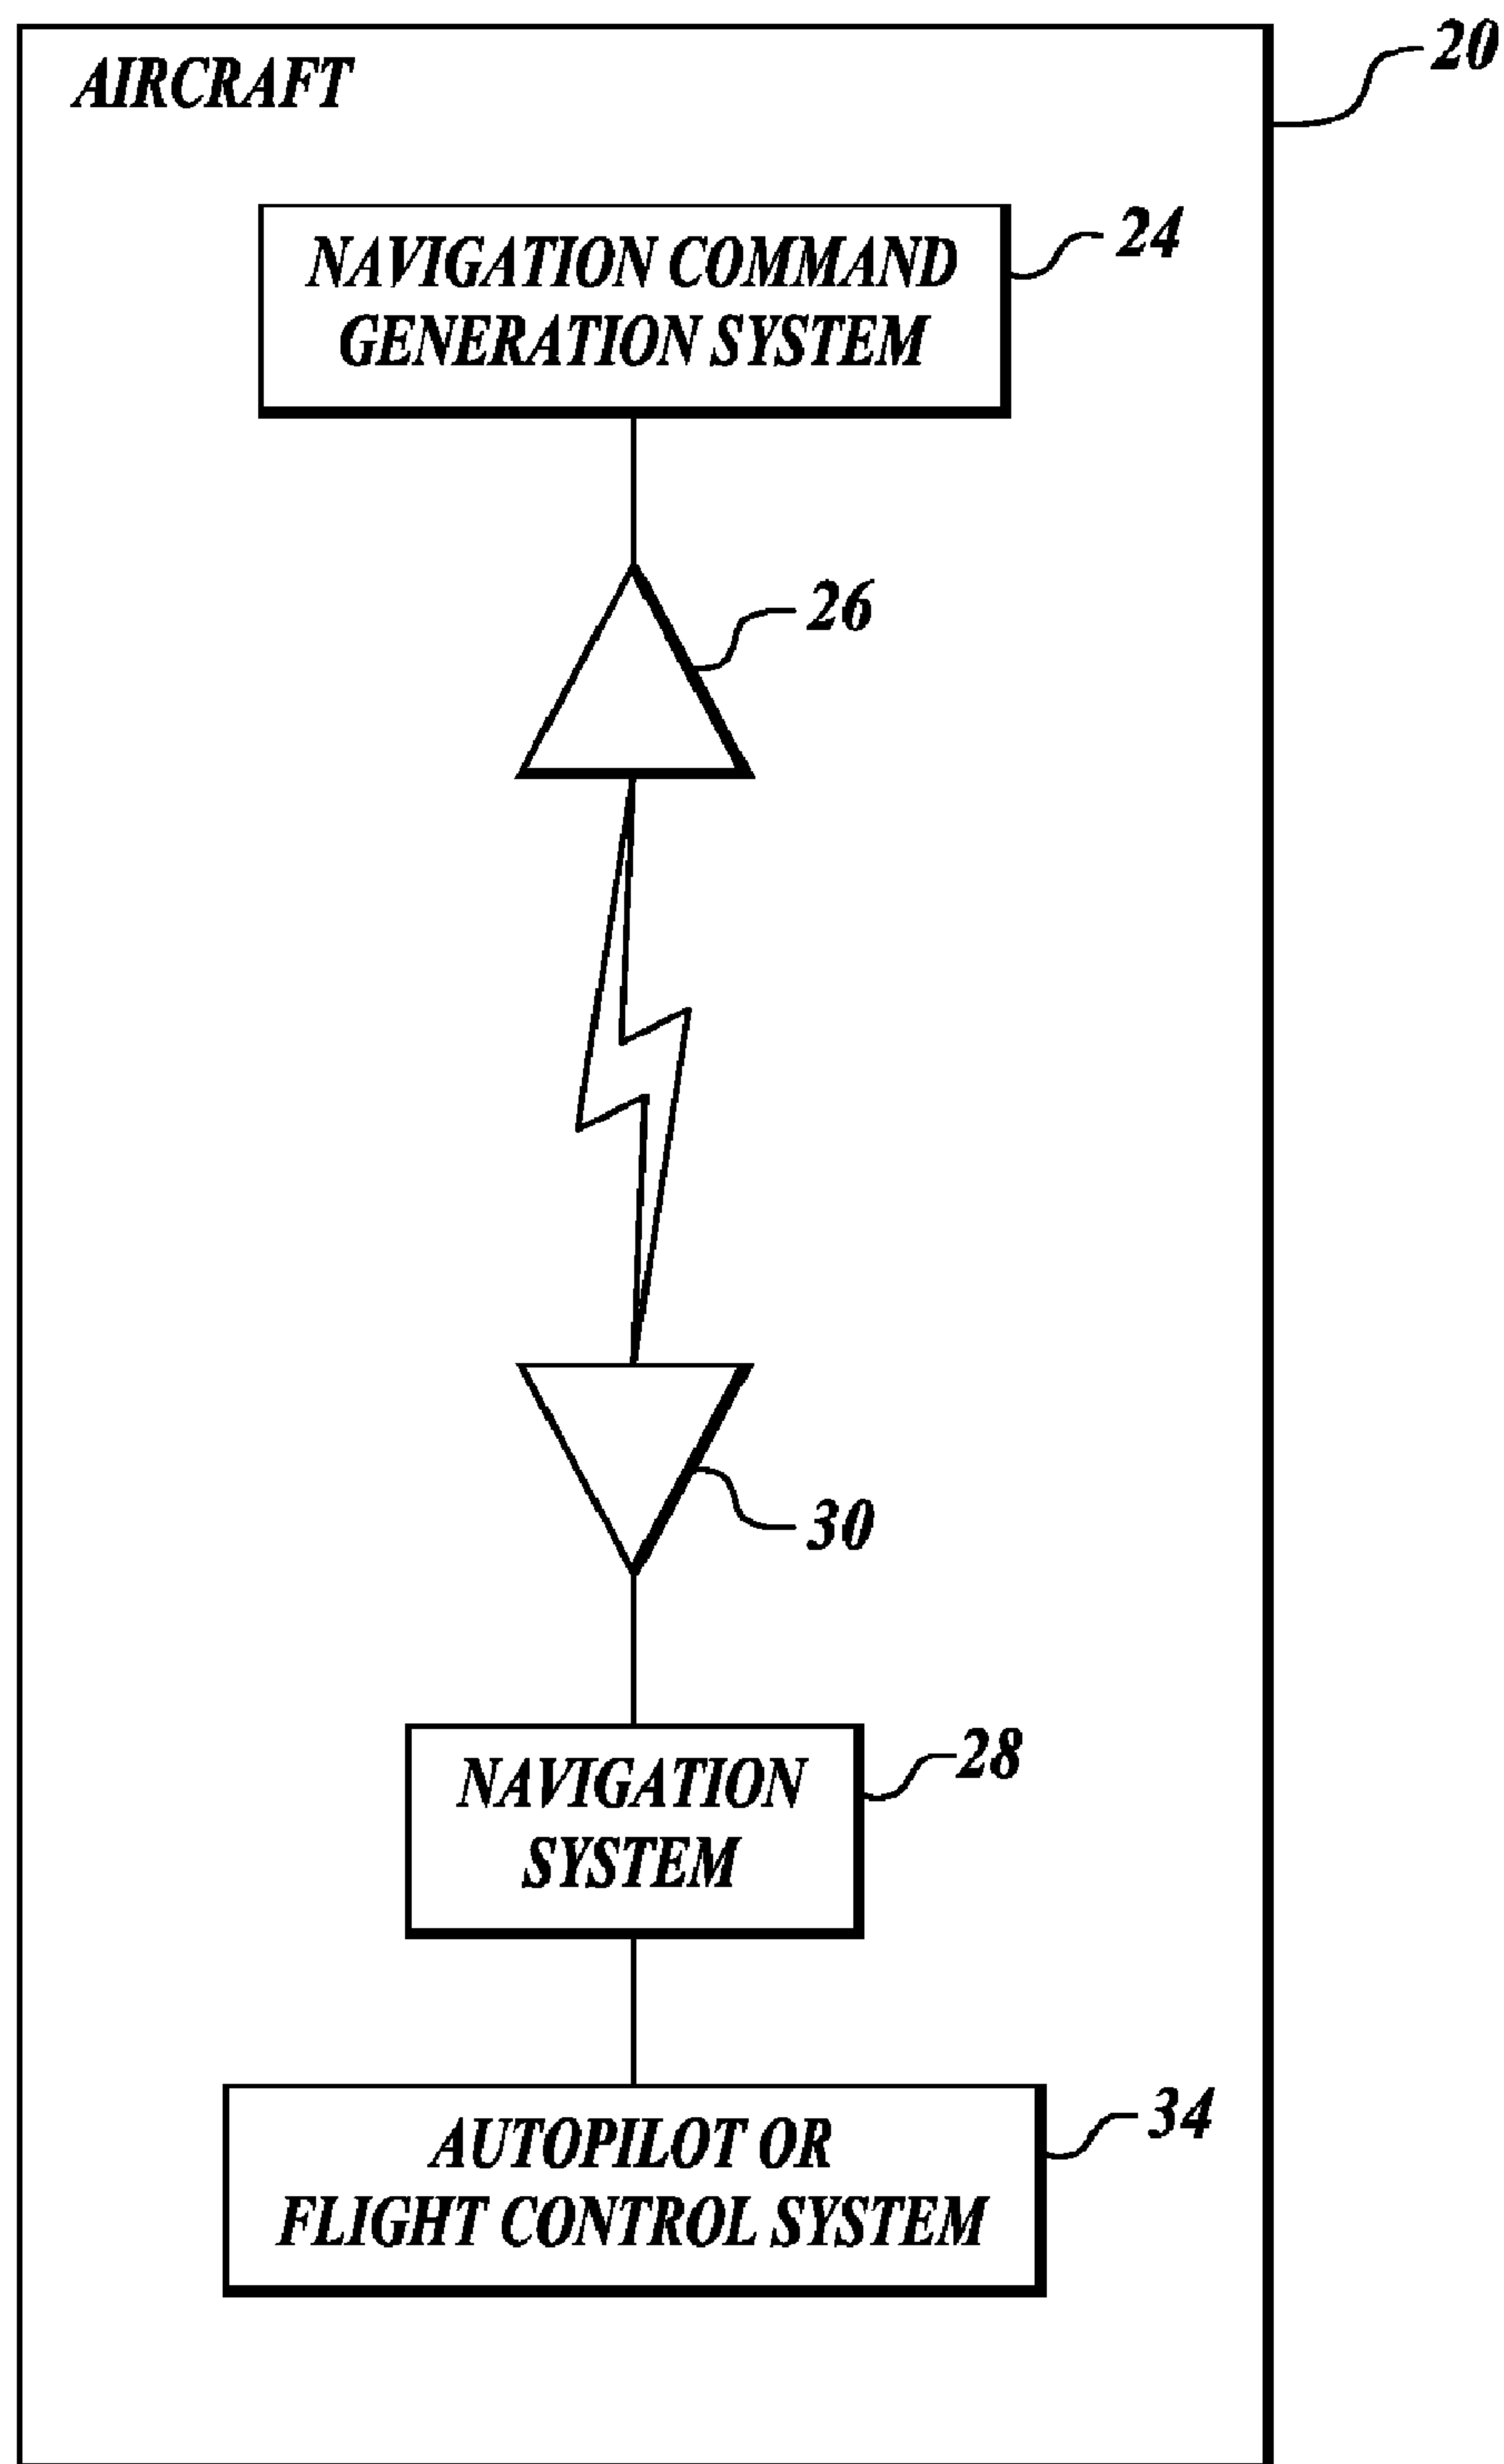 20
AIRCRAFT
24
NAVIGATION COMMAND
GENERATION SYSTEM
26
30
28
NAVIGATION
SYSTEM
34
AUTOPILOT OR
FLIGHT CONTROL SYSTEM